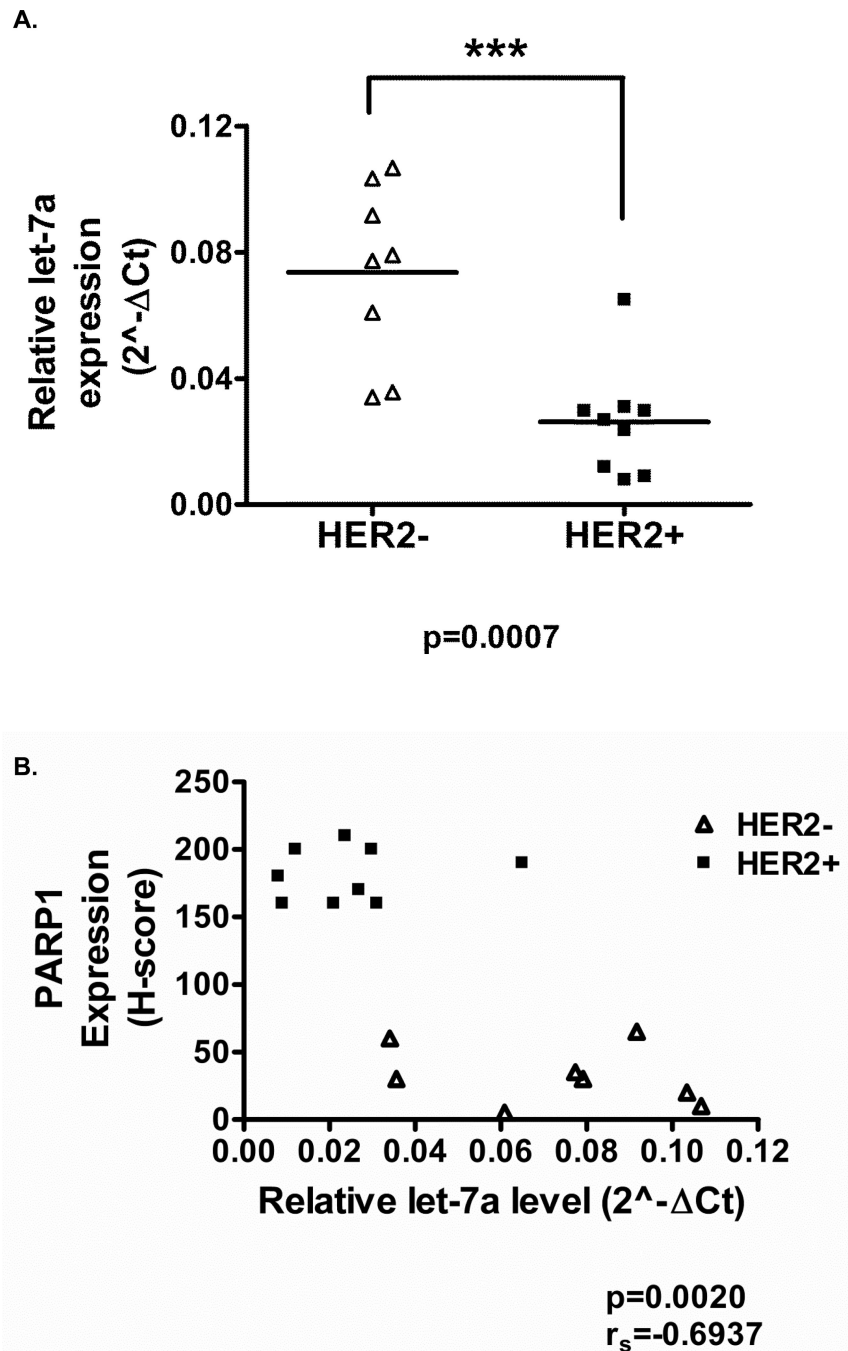 A.
***
0.12
0.08
0.04
0.00
Relative let-7a
expression
(2^-ΔCt)
HER2-
HER2+
p=0.0007
B.
250
200
150
100
50
0
PARP1
Expression
(H-score)
HER2-
HER2+
0.00 0.02 0.04 0.06 0.08 0.10 0.12
Relative let-7a level (2^-ΔCt)
p=0.0020
rs=-0.6937